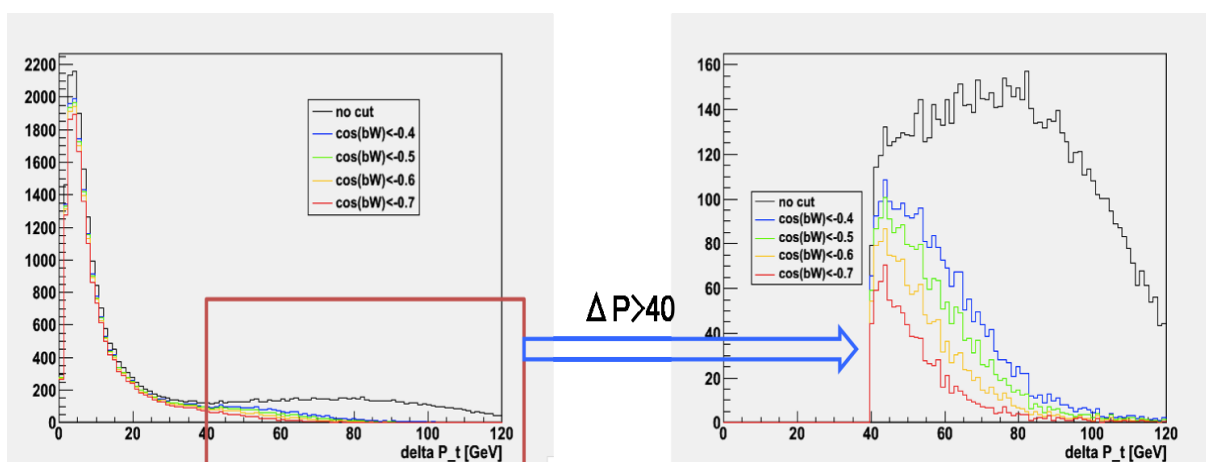 2200
2000
1800
1600
1400
1200
1000
800
600
400
200
0
0 20 40 60 80 100 120
delta P_t [GeV]
no cut
cos(bW)<-0.4
cos(bW)<-0.5
cos(bW)<-0.6
cos(bW)<-0.7
Δ P>40
160
140
120
100
80
60
40
20
0
0 20 40 60 80 100 120
delta P_t [GeV]
no cut
cos(bW)<-0.4
cos(bW)<-0.5
cos(bW)<-0.6
cos(bW)<-0.7